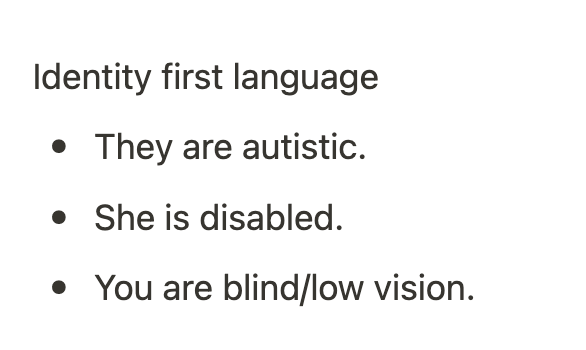 Identity first language
• They are autistic.
• She is disabled.
• You are blind/low vision.